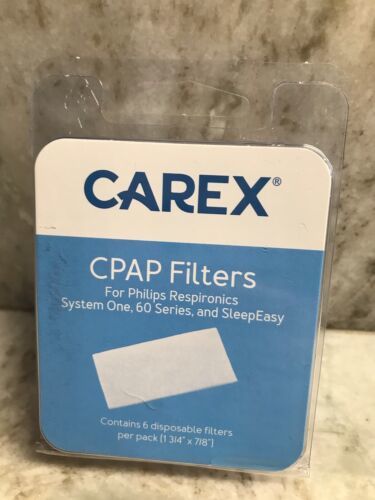 CAREX®
CPAP Filters
For Philips Respironics
System One, 60 Series, and SleepEasy
Contains 6 disposable filters
per pack (1 3/4" x 7/8")